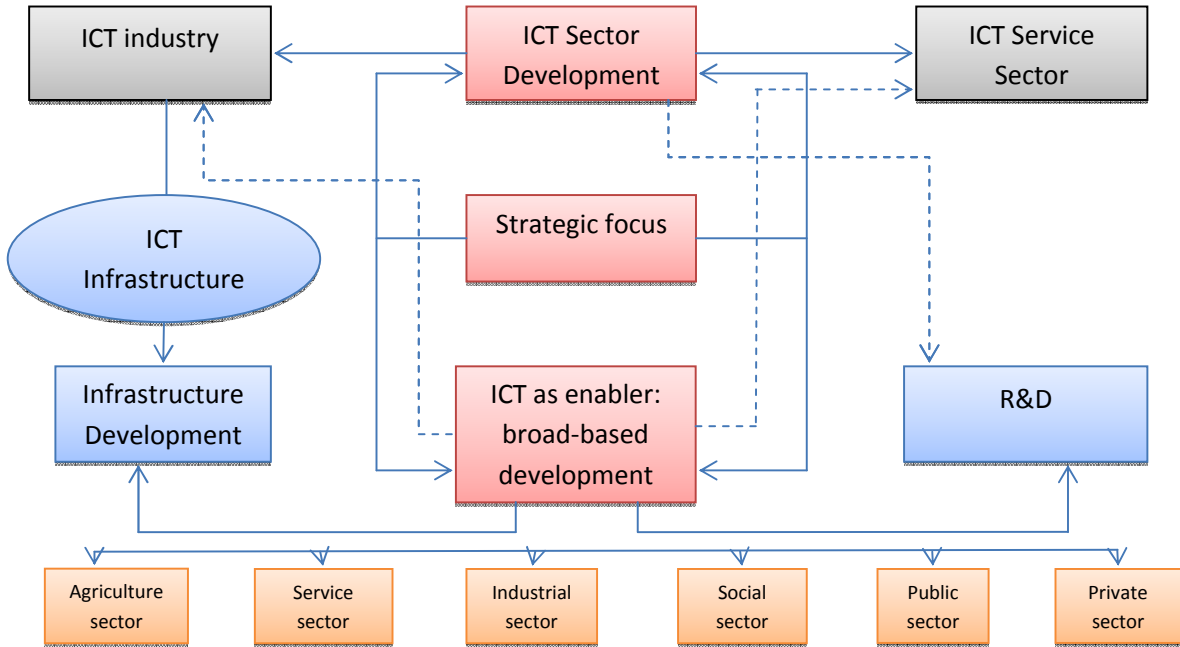 ICT industry
ICT Sector
Development
ICT Service
Sector
Strategic focus
ICT
Infrastructure
Infrastructure
Development
ICT as enabler:
broad-based
development
R&D
Agriculture
sector
Service
sector
Industrial
sector
Social
sector
Public
sector
Private
sector